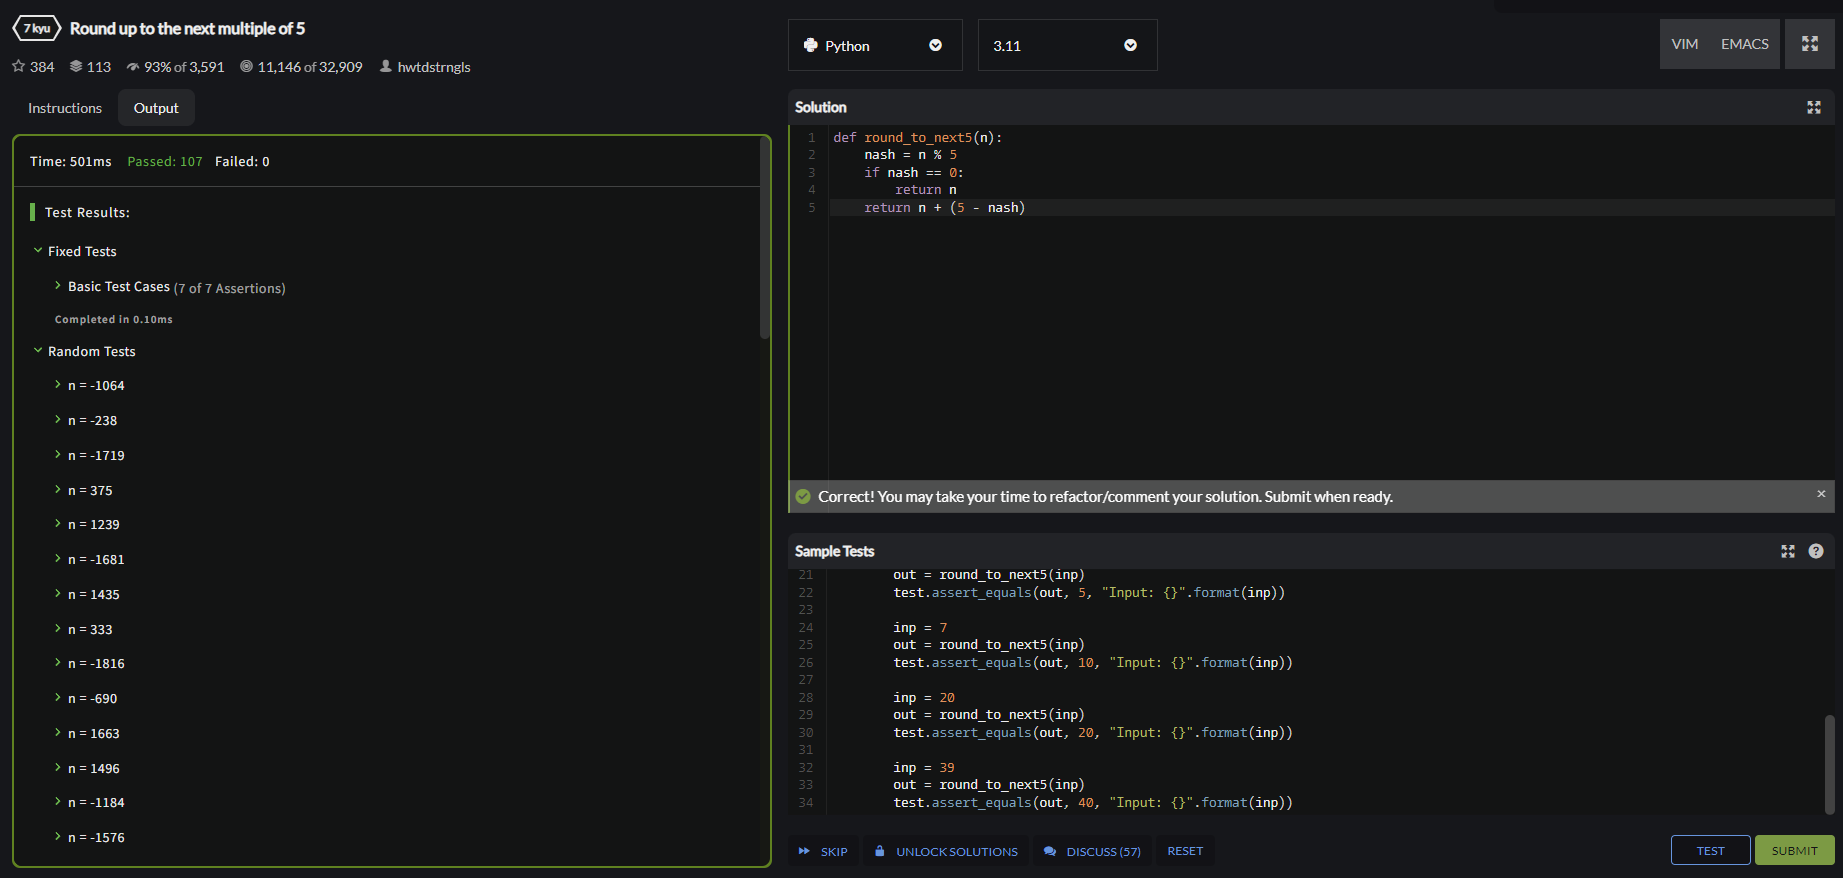 7 kyu Round up to the next multiple of 5
384 113 93% of 3,591 11,146 of 32,909 hwtdstrngls
Instructions Output
Time: 501ms Passed: 107 Failed: 0
Test Results:
Fixed Tests
Basic Test Cases (7 of 7 Assertions)
Completed in 0.10ms
Random Tests
n = -1064
n = -238
n = -1719
n = 375
n = 1239
n = -1681
n = 1435
n = 333
n = -1816
n = -690
n = 1663
n = 1496
n = -1184
n = -1576
Python 3.11 VIM EMACS
Solution
1 def round_to_next5(n):
2 nash = n % 5
3 if nash == 0:
4 return n
5 return n + (5 - nash)
Correct! You may take your time to refactor/comment your solution. Submit when ready. ×
Sample Tests ?
21 out = round_to_next5(inp)
22 test.assert_equals(out, 5, "Input: {}".format(inp))
23
24 inp = 7
25 out = round_to_next5(inp)
26 test.assert_equals(out, 10, "Input: {}".format(inp))
27
28 inp = 20
29 out = round_to_next5(inp)
30 test.assert_equals(out, 20, "Input: {}".format(inp))
31
32 inp = 39
33 out = round_to_next5(inp)
34 test.assert_equals(out, 40, "Input: {}".format(inp))
SKIP UNLOCK SOLUTIONS DISCUSS (57) RESET TEST SUBMIT